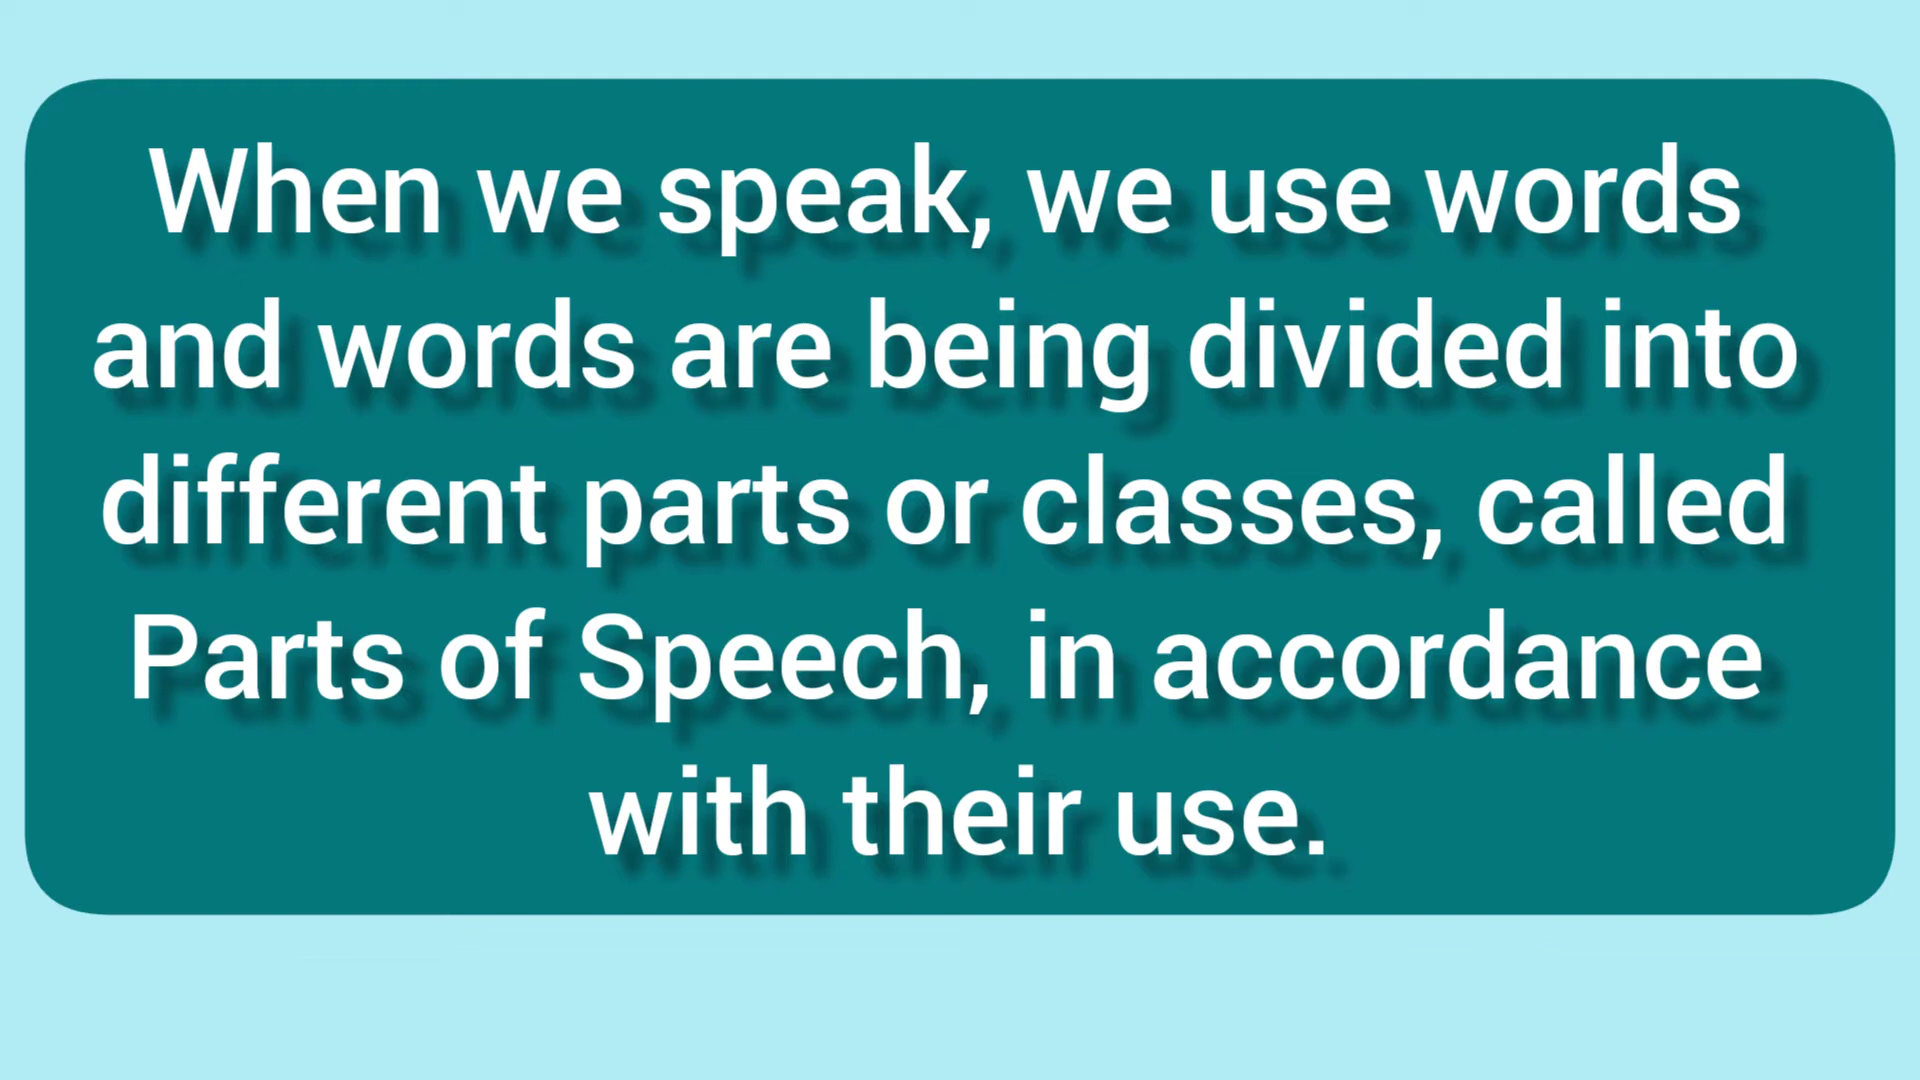 When we speak, we use words
and words are being divided into
different parts or classes, called
Parts of Speech, in accordance
with their use.